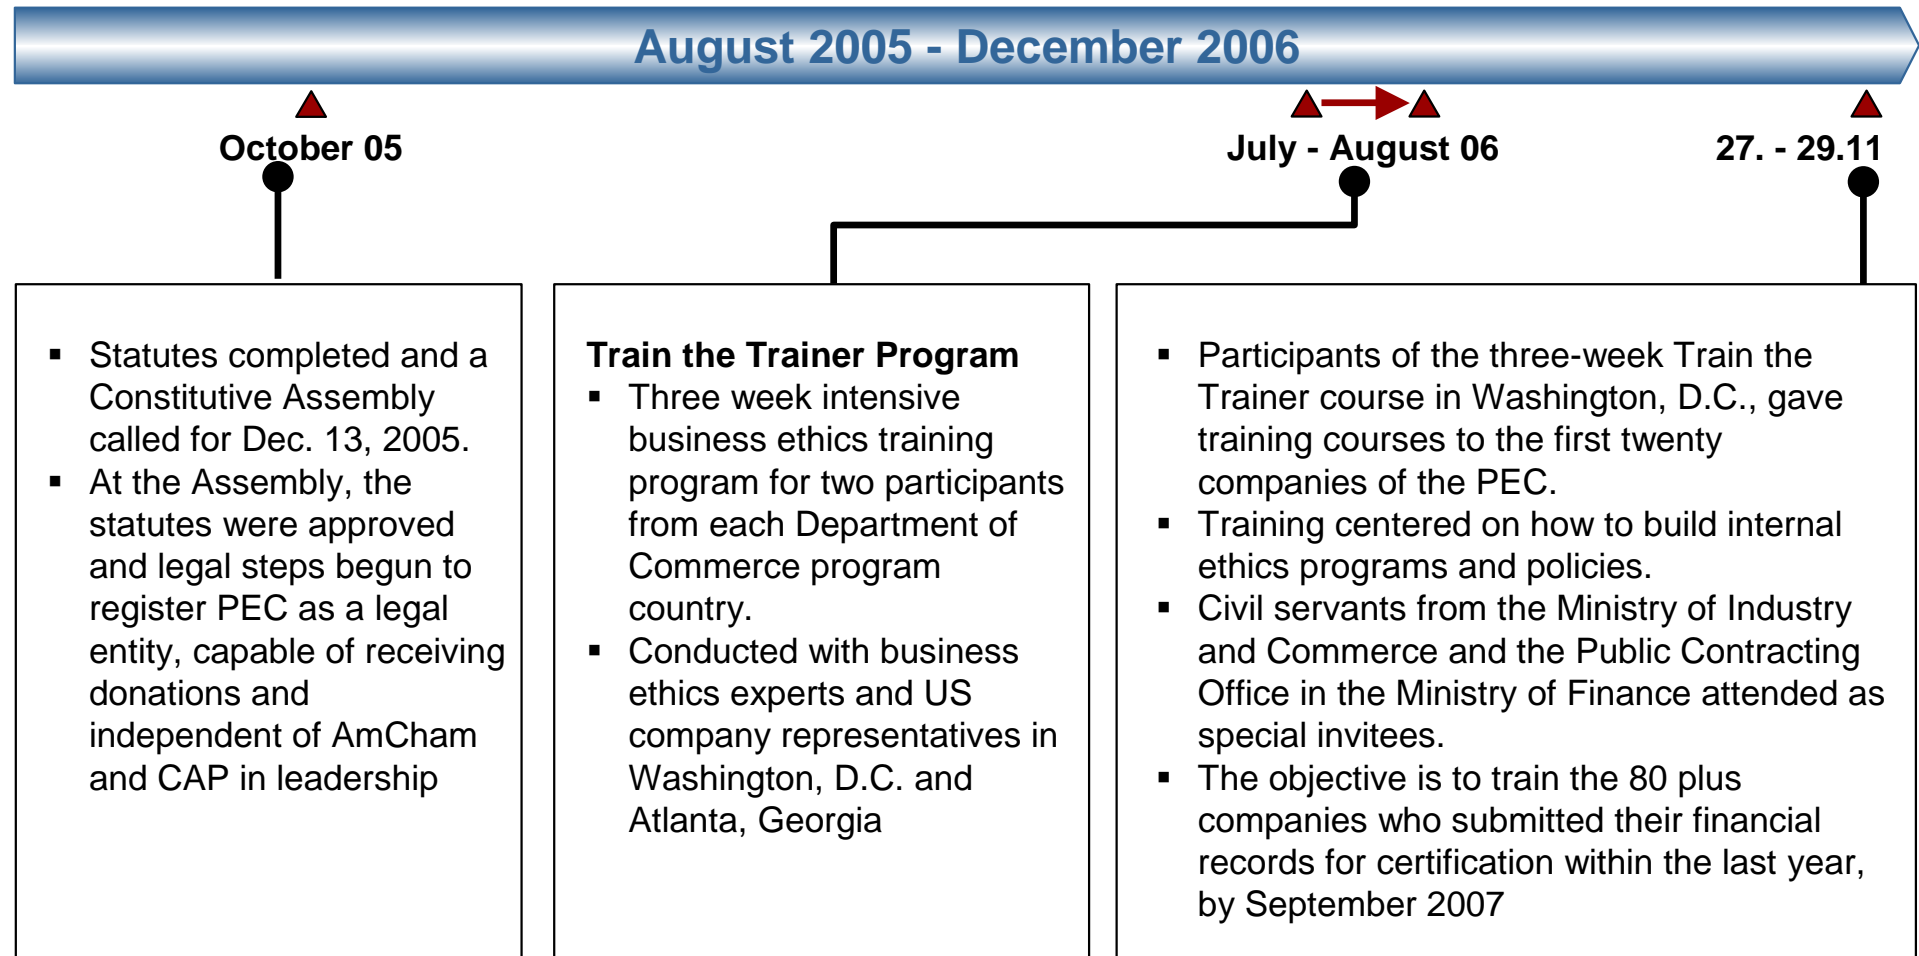 August 2005 - December 2006
October 05
July - August 06
27. - 29.11
▪ Statutes completed and a
Constitutive Assembly
called for Dec. 13, 2005.
▪ At the Assembly, the
statutes were approved
and legal steps begun to
register PEC as a legal
entity, capable of receiving
donations and
independent of AmCham
and CAP in leadership
Train the Trainer Program
▪ Three week intensive
business ethics training
program for two participants
from each Department of
Commerce program
country.
▪ Conducted with business
ethics experts and US
company representatives in
Washington, D.C. and
Atlanta, Georgia
▪ Participants of the three-week Train the
Trainer course in Washington, D.C., gave
training courses to the first twenty
companies of the PEC.
▪ Training centered on how to build internal
ethics programs and policies.
▪ Civil servants from the Ministry of Industry
and Commerce and the Public Contracting
Office in the Ministry of Finance attended as
special invitees.
▪ The objective is to train the 80 plus
companies who submitted their financial
records for certification within the last year,
by September 2007